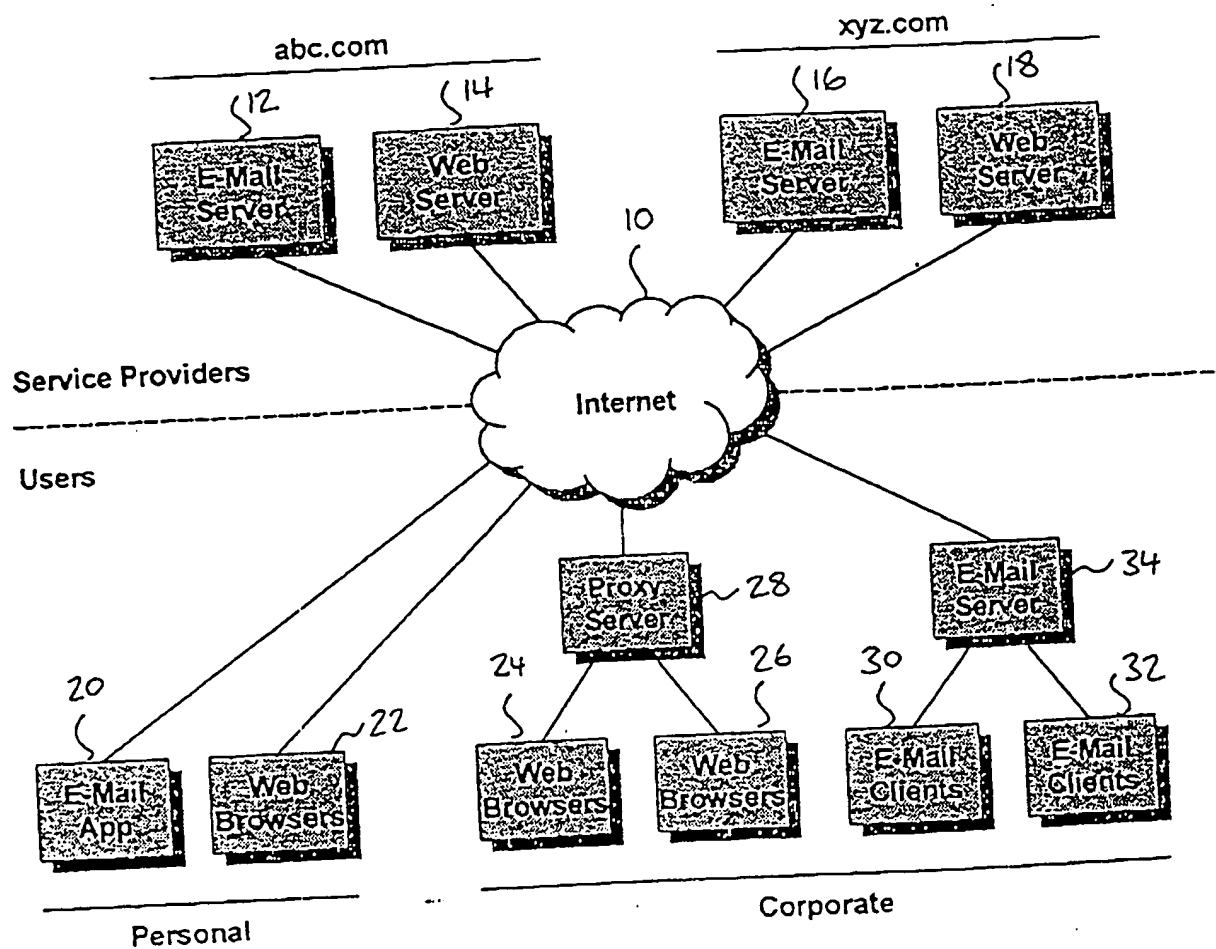 abc.com
xyz.com
12
14
16
18
E-Mail
Server
Web
Server
E-Mail
Server
Web
Server
10
Service Providers
Internet
Users
Proxy
Server
28
E-Mail
Server
34
20
22
24
26
30
32
E-Mail
App
Web
Browsers
Web
Browsers
Web
Browsers
E-Mail
Clients
E-Mail
Clients
Personal
Corporate